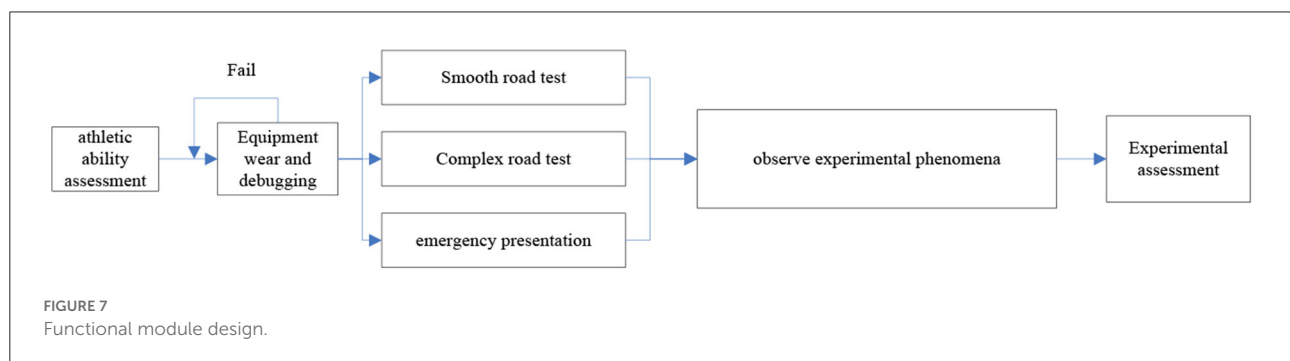 Fail
athletic
ability
assessment
Equipment
wear and
debugging
Smooth road test
Complex road test
emergency presentation
observe experimental phenomena
Experimental
assessment
FIGURE 7
Functional module design.